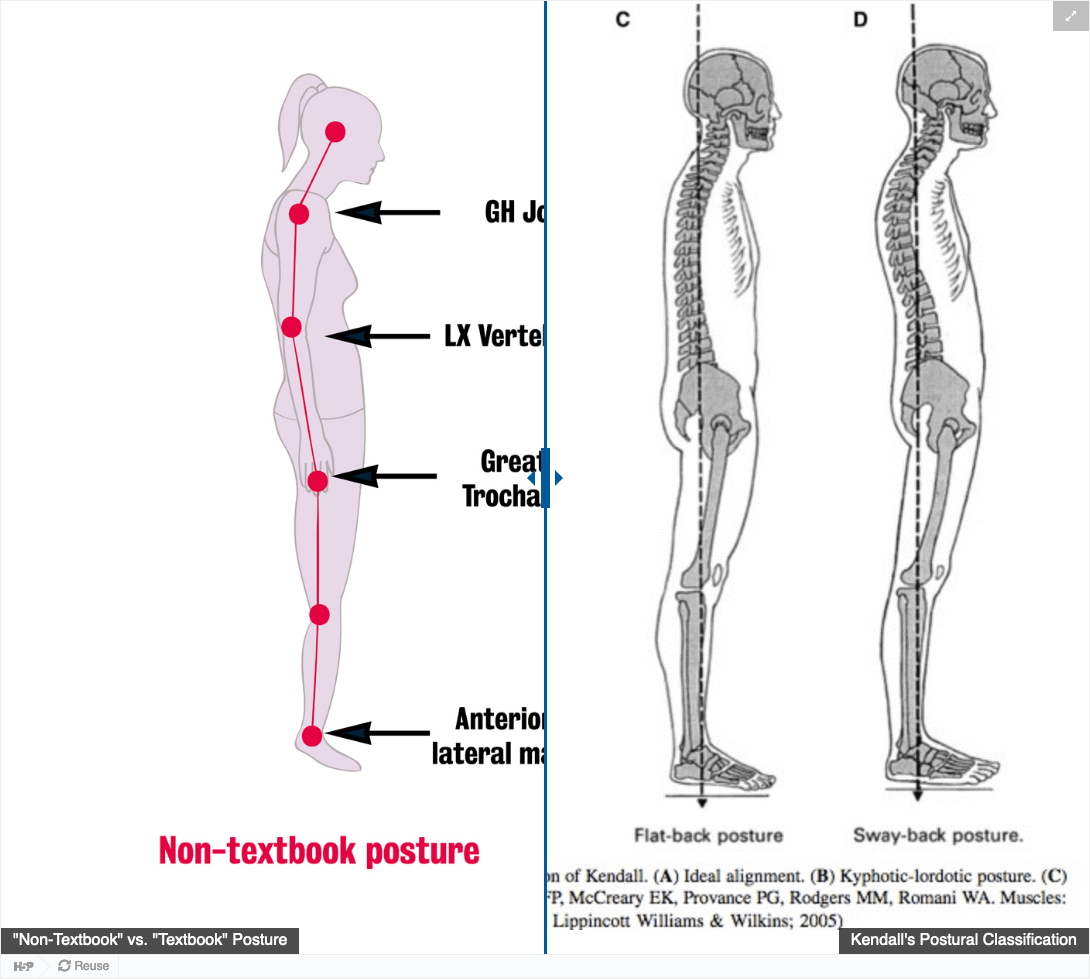 C
D
GH Jo
LX Verte
Great
Trocha
Anterio
lateral ma
Non-textbook posture
Flat-back posture
Sway-back posture.
on of Kendall. (A) Ideal alignment. (B) Kyphotic-lordotic posture. (C)
FP, McCreary EK, Provance PG, Rodgers MM, Romani WA. Muscles:
Lippincott Williams & Wilkins; 2005)
"Non-Textbook" vs. "Textbook" Posture
Kendall's Postural Classification
H5P
Reuse